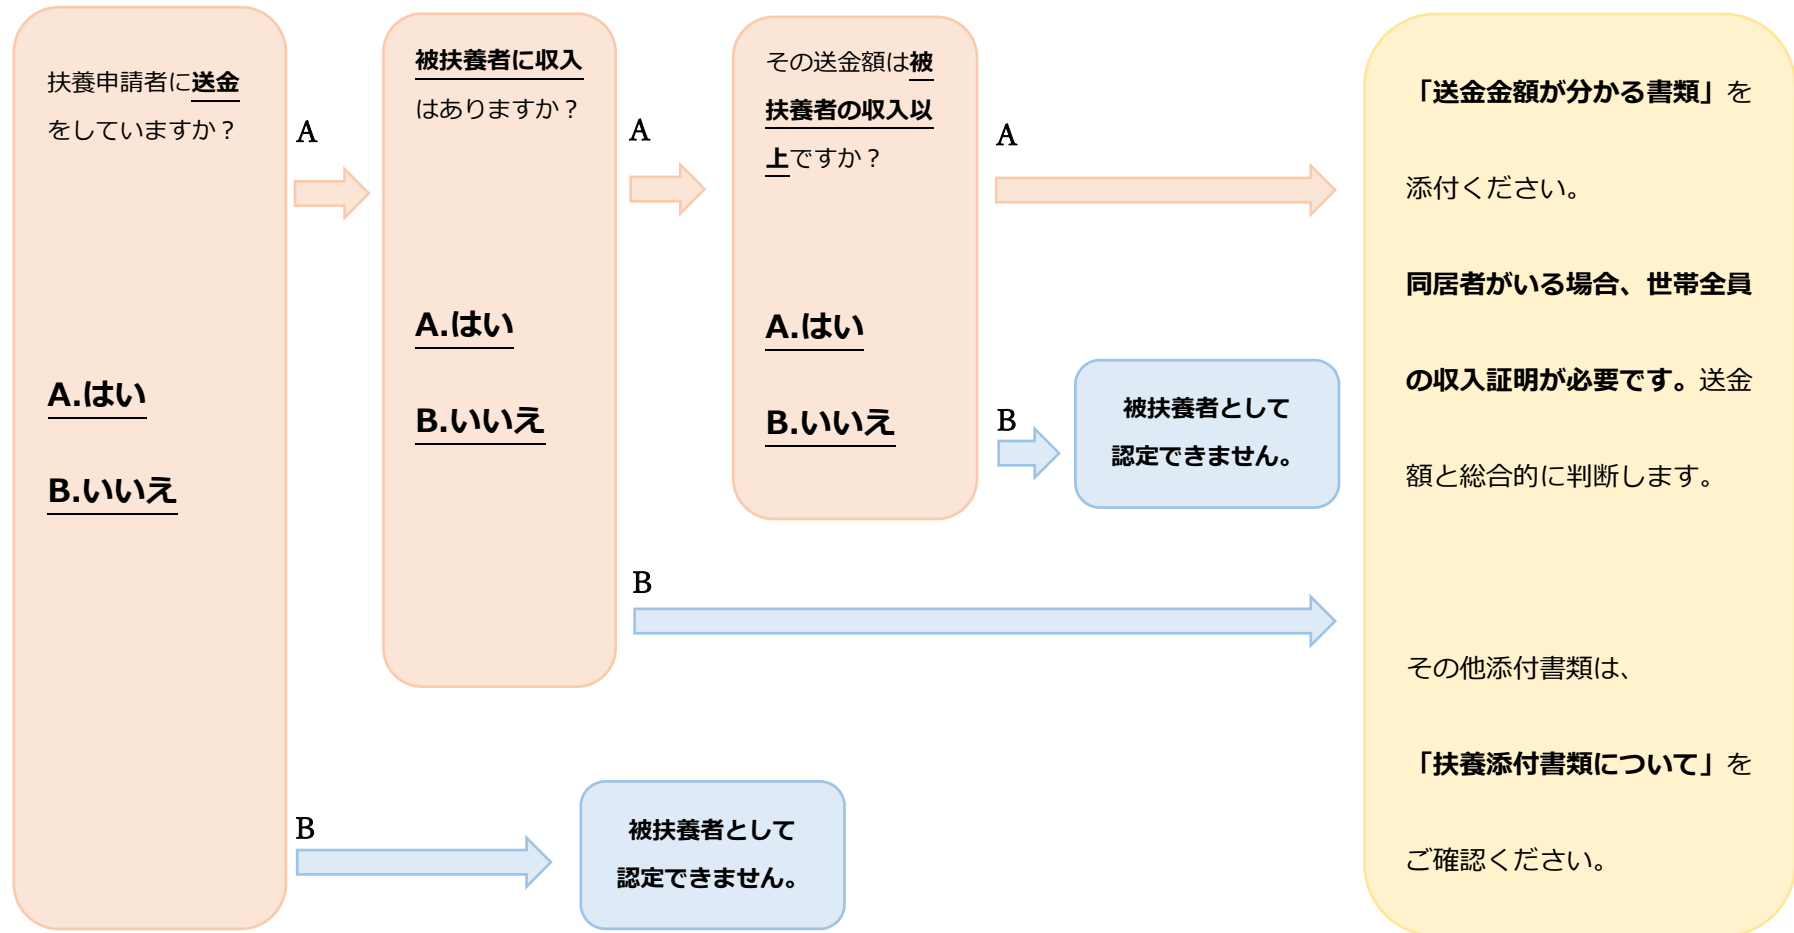 扶養申請者に送金
をしていますか？
A.はい
B.いいえ
A
被扶養者に収入
はありますか？
A.はい
B.いいえ
A
その送金額は被
扶養者の収入以
上ですか？
A.はい
B.いいえ
A
B
被扶養者として
認定できません。
B
B
被扶養者として
認定できません。
「送金金額が分かる書類」を
添付ください。
同居者がいる場合、世帯全員
の収入証明が必要です。送金
額と総合的に判断します。
その他添付書類は、
「扶養添付書類について」を
ご確認ください。